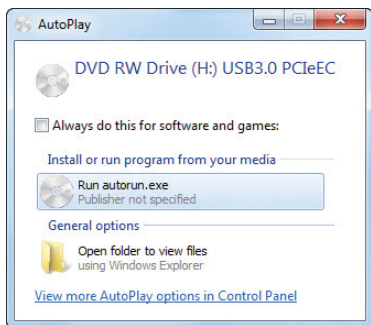 AutoPlay
DVD RW Drive (H:) USB3.0 PCIeEC
Always do this for software and games:
Install or run program from your media
Run autorun.exe
Publisher not specified
General options
Open folder to view files
using Windows Explorer
View more AutoPlay options in Control Panel